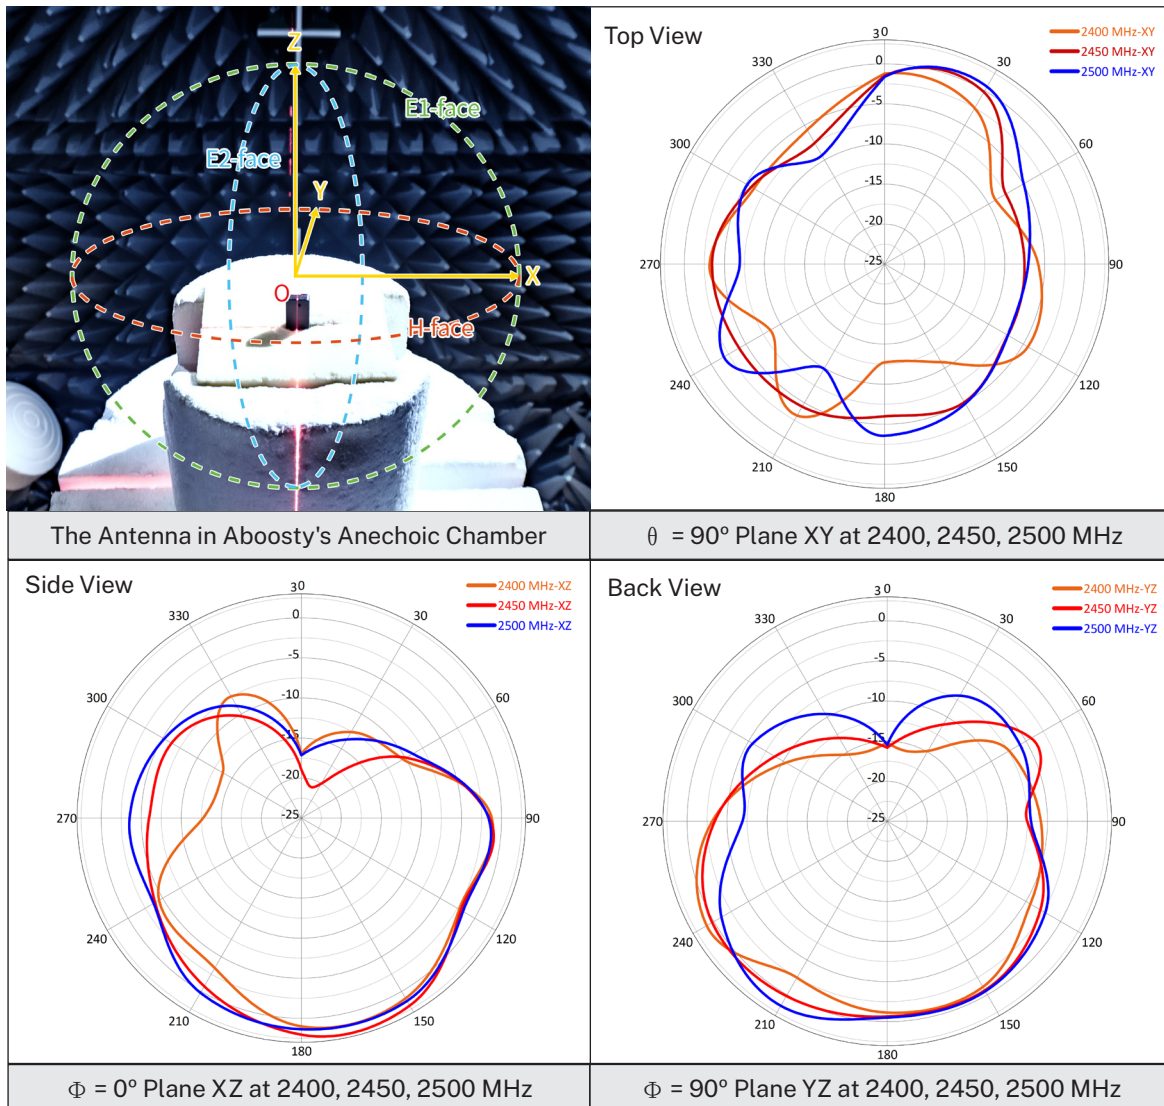 Z
E1-face
E2-face
Y
X
O
H-face
The Antenna in Aboosty's Anechoic Chamber
Top View
2400 MHz-XY
2450 MHz-XY
2500 MHz-XY
30
330
0
30
-5
300
-10
60
-15
-20
270
-25
90
240
120
210
150
180
θ = 90° Plane XY at 2400, 2450, 2500 MHz
Side View
2400 MHz-XZ
2450 MHz-XZ
2500 MHz-XZ
30
330
0
30
-5
300
-10
60
-15
-20
270
-25
90
240
120
210
150
180
Φ = 0° Plane XZ at 2400, 2450, 2500 MHz
Back View
2400 MHz-YZ
2450 MHz-YZ
2500 MHz-YZ
30
330
0
30
-5
300
-10
60
-15
-20
270
-25
90
240
120
210
150
180
Φ = 90° Plane YZ at 2400, 2450, 2500 MHz